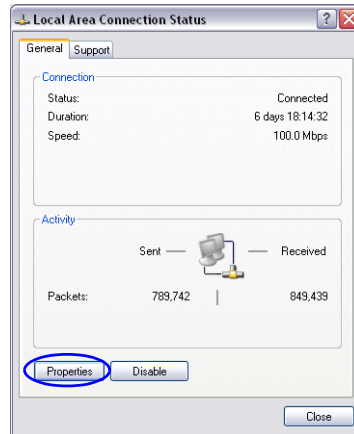 Local Area Connection Status
General Support
Connection
Status: Connected
Duration: 6 days 18:14:32
Speed: 100.0 Mbps
Activity
Sent — — Received
Packets: 789,742 | 849,439
Properties Disable
Close